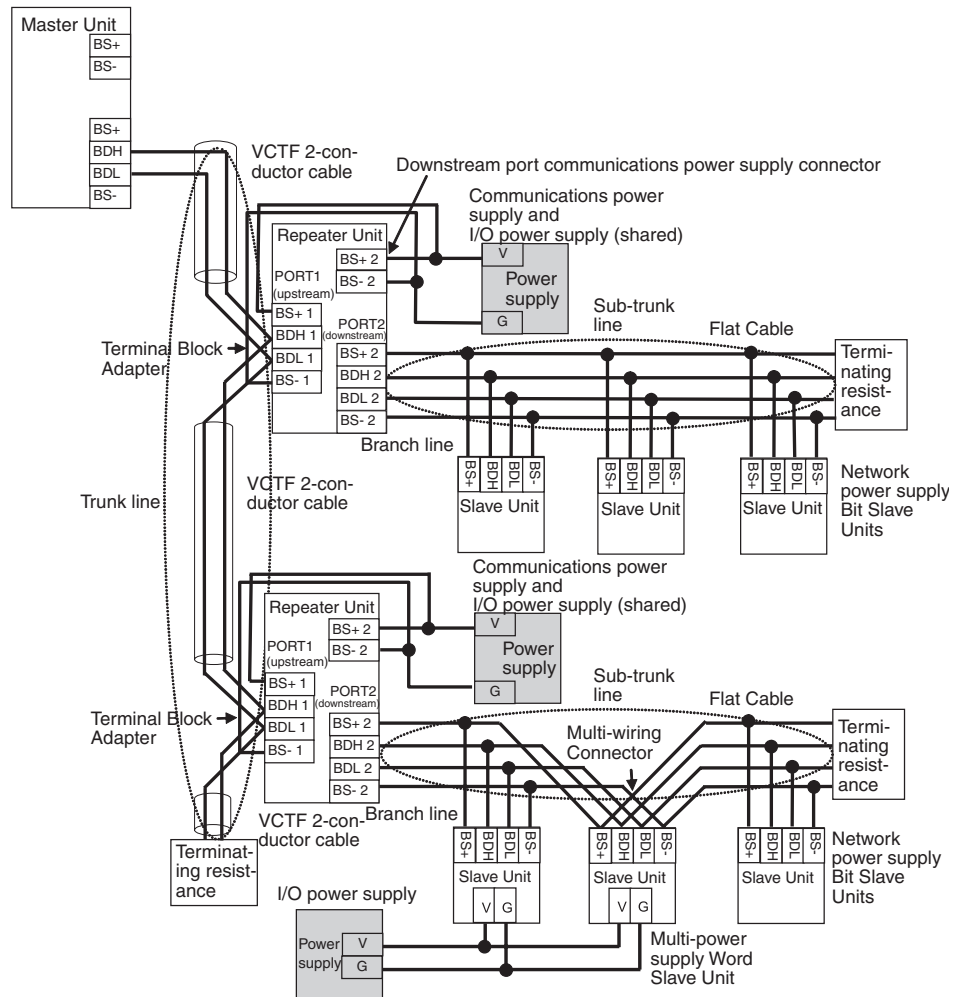 Master Unit
BS+
BS-
BS+
BDH
BDL
BS-
VCTF 2-con-
ductor cable
Downstream port communications power supply connector
Communications power
supply and
I/O power supply (shared)
Repeater Unit
BS+ 2
BS- 2
V
Power
supply
G
PORT1
(upstream)
BS+ 1
BDH 1
BDL 1
BS- 1
PORT2
(downstream)
BS+ 2
BDH 2
BDL 2
BS- 2
Terminal Block
Adapter
Sub-trunk
line
Flat Cable
Termi-
nating
resist-
ance
Branch line
BS+
BDH
BDL
BS-
Slave Unit
BS+
BDH
BDL
BS-
Slave Unit
BS+
BDH
BDL
BS-
Slave Unit
Network
power supply
Bit Slave
Units
Trunk line
VCTF 2-con-
ductor cable
Communications power
supply and
I/O power supply (shared)
Repeater Unit
BS+ 2
BS- 2
V
Power
supply
G
PORT1
(upstream)
BS+ 1
BDH 1
BDL 1
BS- 1
PORT2
(downstream)
BS+ 2
BDH 2
BDL 2
BS- 2
Terminal Block
Adapter
Sub-trunk
line
Flat Cable
Multi-wiring
Connector
Termi-
nating
resist-
ance
Branch line
VCTF 2-con-
ductor cable
Terminat-
ing resist-
ance
BS+
BDH
BDL
BS-
Slave Unit
V
G
BS+
BDH
BDL
BS-
Slave Unit
V
G
BS+
BDH
BDL
BS-
Slave Unit
Network
power supply
Bit Slave
Units
I/O power supply
Power
supply
V
G
Multi-power
supply Word
Slave Unit